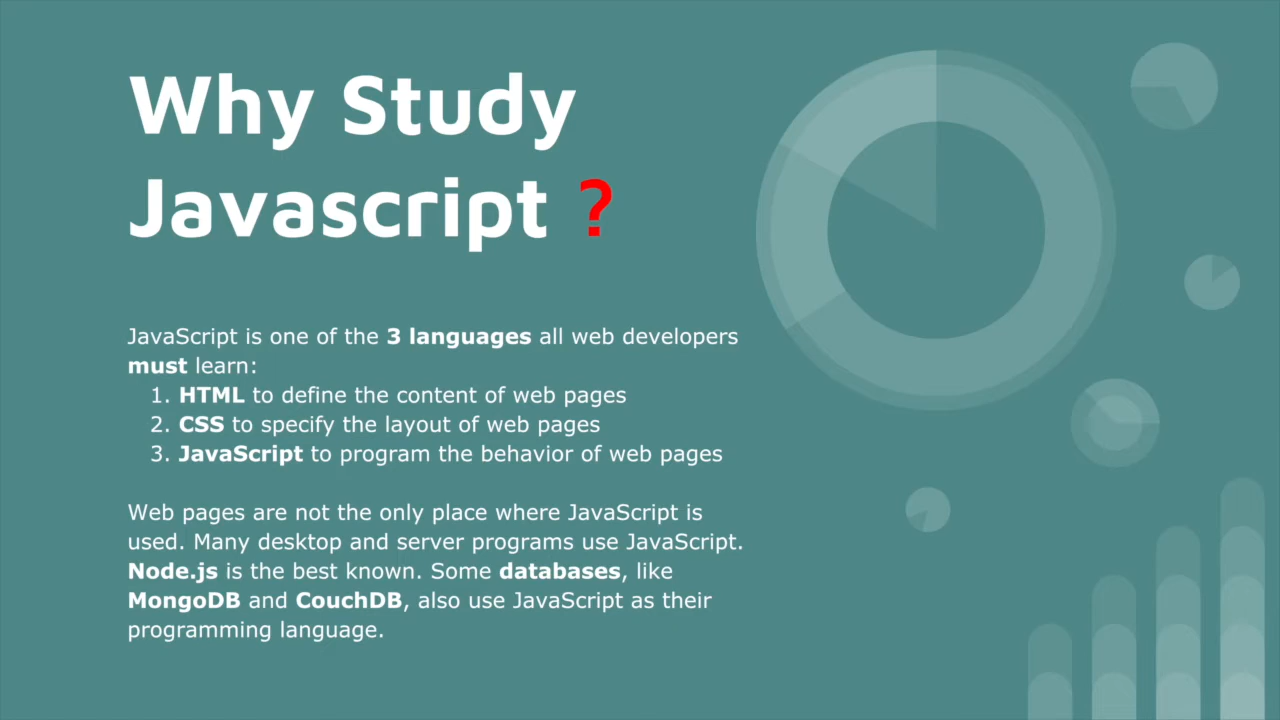 Why Study
Javascript ?
JavaScript is one of the 3 languages all web developers
must learn:
1. HTML to define the content of web pages
2. CSS to specify the layout of web pages
3. JavaScript to program the behavior of web pages
Web pages are not the only place where JavaScript is
used. Many desktop and server programs use JavaScript.
Node.js is the best known. Some databases, like
MongoDB and CouchDB, also use JavaScript as their
programming language.